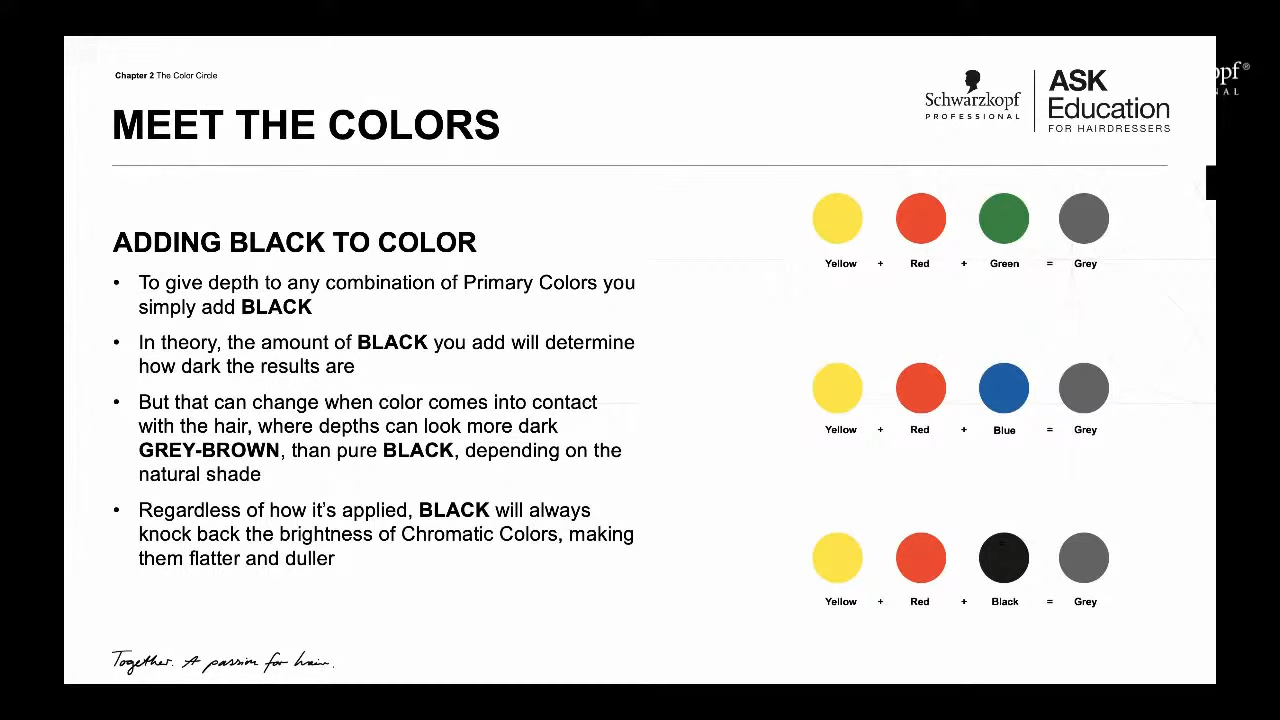 Chapter 2 The Color Circle
MEET THE COLORS
Schwarzkopf
PROFESSIONAL
ASK
Education
FOR HAIRDRESSERS
opf®
NAL
ADDING BLACK TO COLOR
• To give depth to any combination of Primary Colors you
simply add BLACK
• In theory, the amount of BLACK you add will determine
how dark the results are
• But that can change when color comes into contact
with the hair, where depths can look more dark
GREY-BROWN, than pure BLACK, depending on the
natural shade
• Regardless of how it's applied, BLACK will always
knock back the brightness of Chromatic Colors, making
them flatter and duller
Yellow + Red + Green = Grey
Yellow + Red + Blue = Grey
Yellow + Red + Black = Grey
Together. A passion for hair.